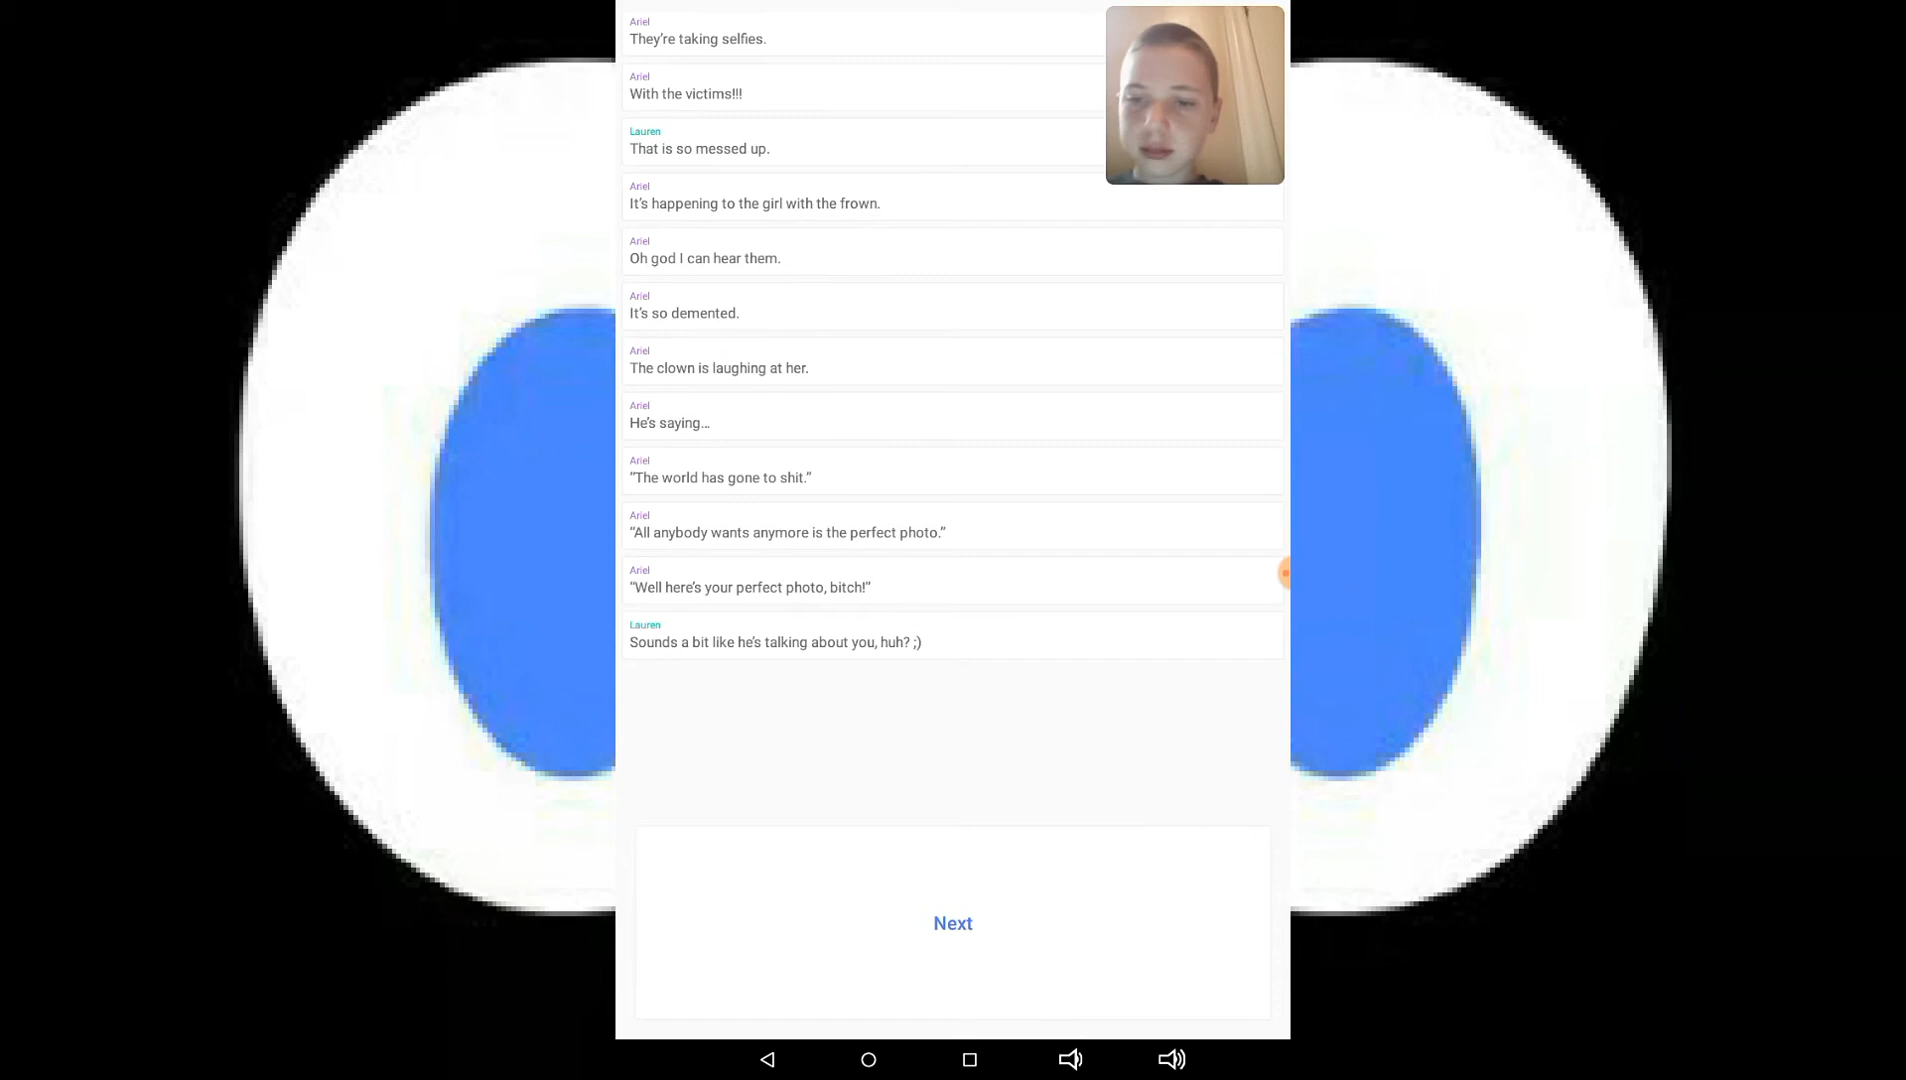 Ariel
They’re taking selfies.
Ariel
With the victims!!!
Lauren
That is so messed up.
Ariel
It’s happening to the girl with the frown.
Ariel
Oh god I can hear them.
Ariel
It’s so demented.
Ariel
The clown is laughing at her.
Ariel
He’s saying…
Ariel
“The world has gone to shit.”
Ariel
“All anybody wants anymore is the perfect photo.”
Ariel
“Well here’s your perfect photo, bitch!”
Lauren
Sounds a bit like he’s talking about you, huh? ;)
Next